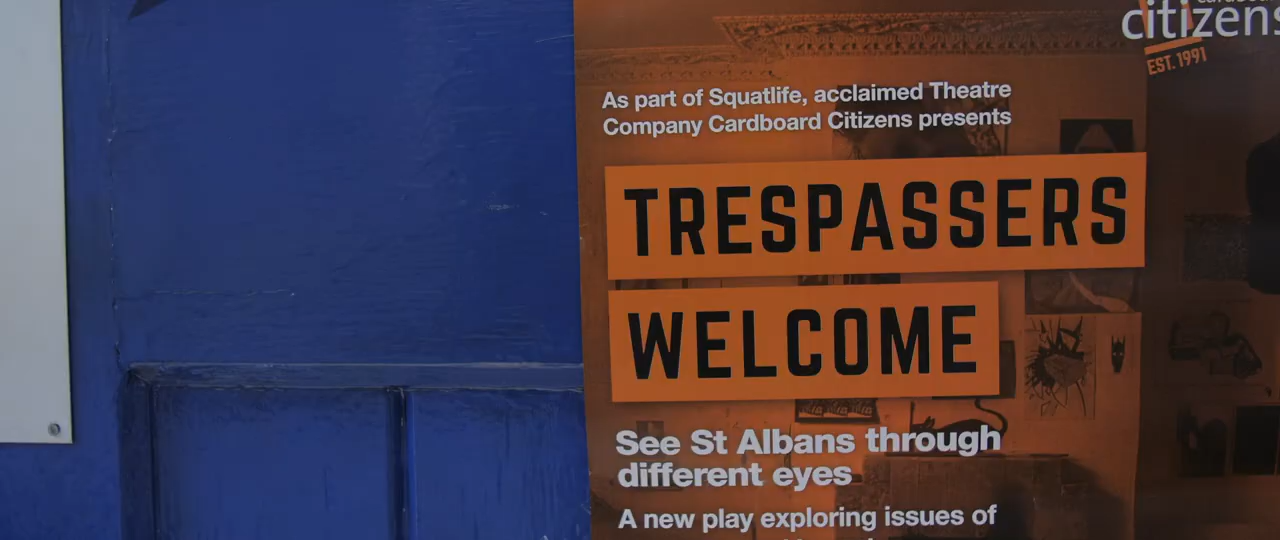 citizens
EST. 1991
As part of Squatlife, acclaimed Theatre
Company Cardboard Citizens presents
TRESPASSERS
WELCOME
See St Albans through
different eyes
A new play exploring issues of